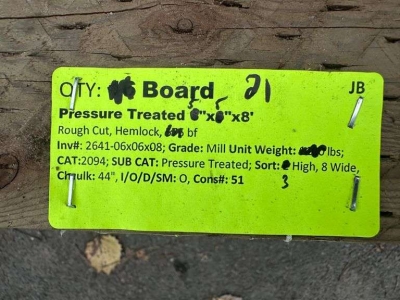 QTY: Board 21 JB
Pressure Treated 5"x5"x8'
Rough Cut, Hemlock, bf
Inv#: 2641-06x06x08; Grade: Mill Unit Weight: lbs;
CAT:2094; SUB CAT: Pressure Treated; Sort: High, 8 Wide,
Chaulk: 44", I/O/D/SM: O, Cons#: 51
3